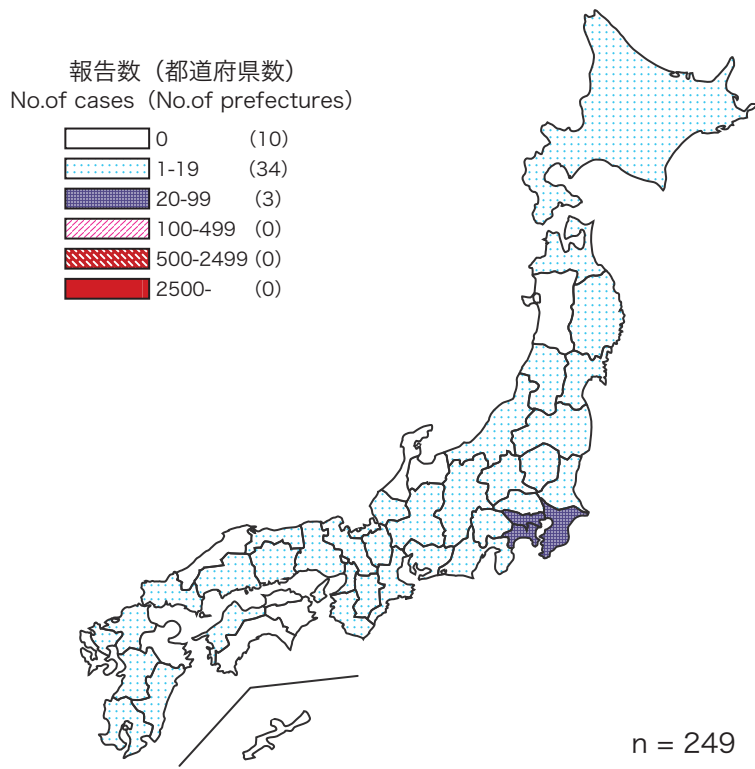 報告数（都道府県数）
No.of cases（No.of prefectures）
0 (10)
1-19 (34)
20-99 (3)
100-499 (0)
500-2499 (0)
2500- (0)
n = 249